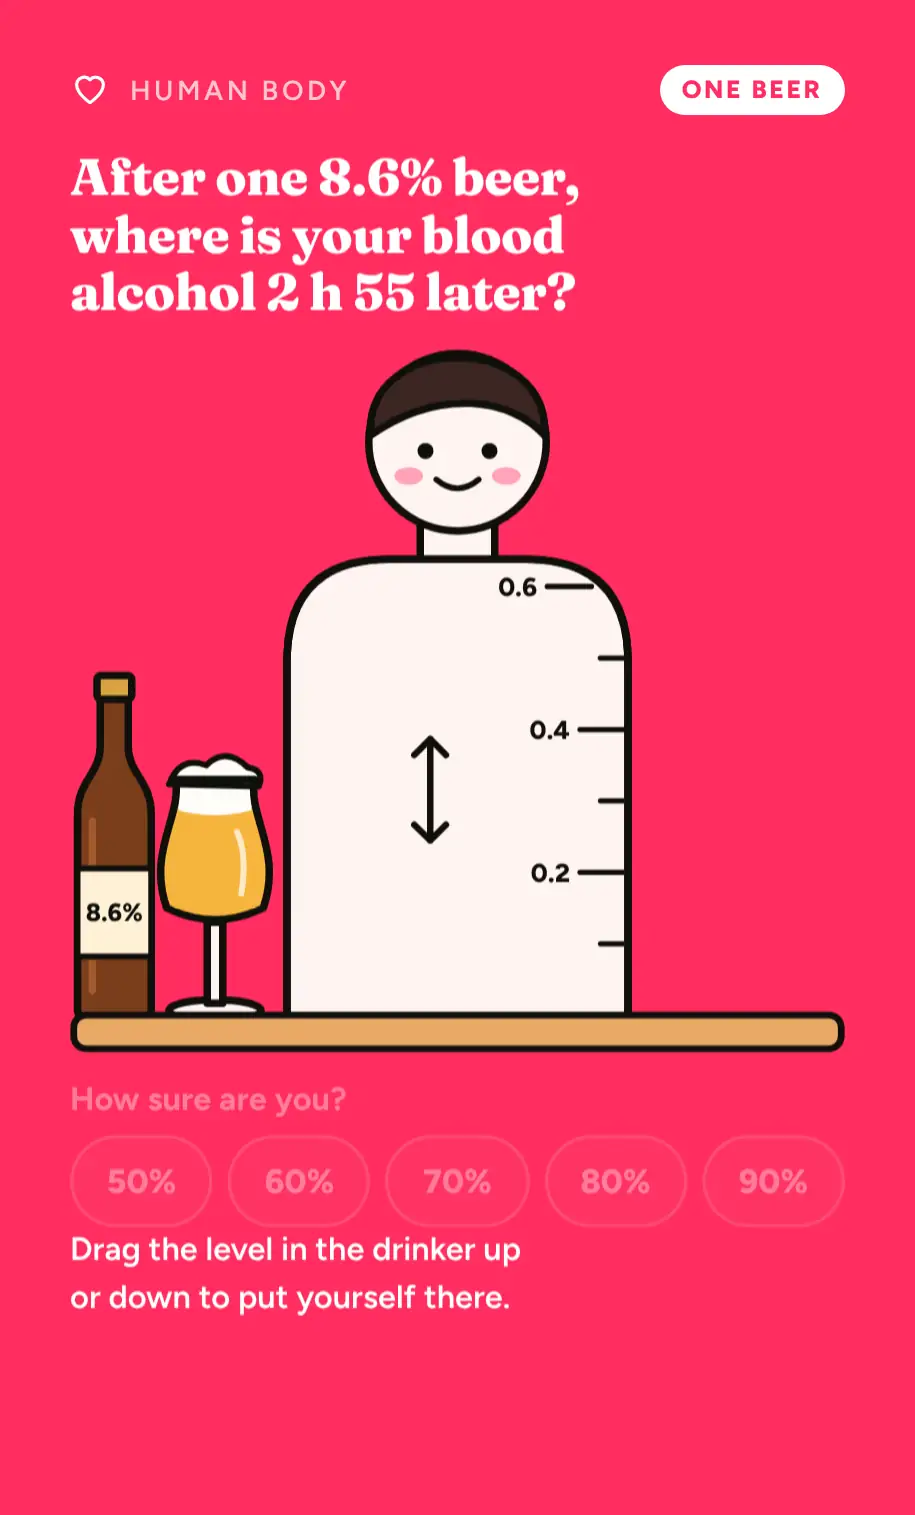 HUMAN BODY
ONE BEER
After one 8.6% beer,
where is your blood
alcohol 2 h 55 later?
0.6
0.4
0.2
8.6%
How sure are you?
50% 60% 70% 80% 90%
Drag the level in the drinker up
or down to put yourself there.